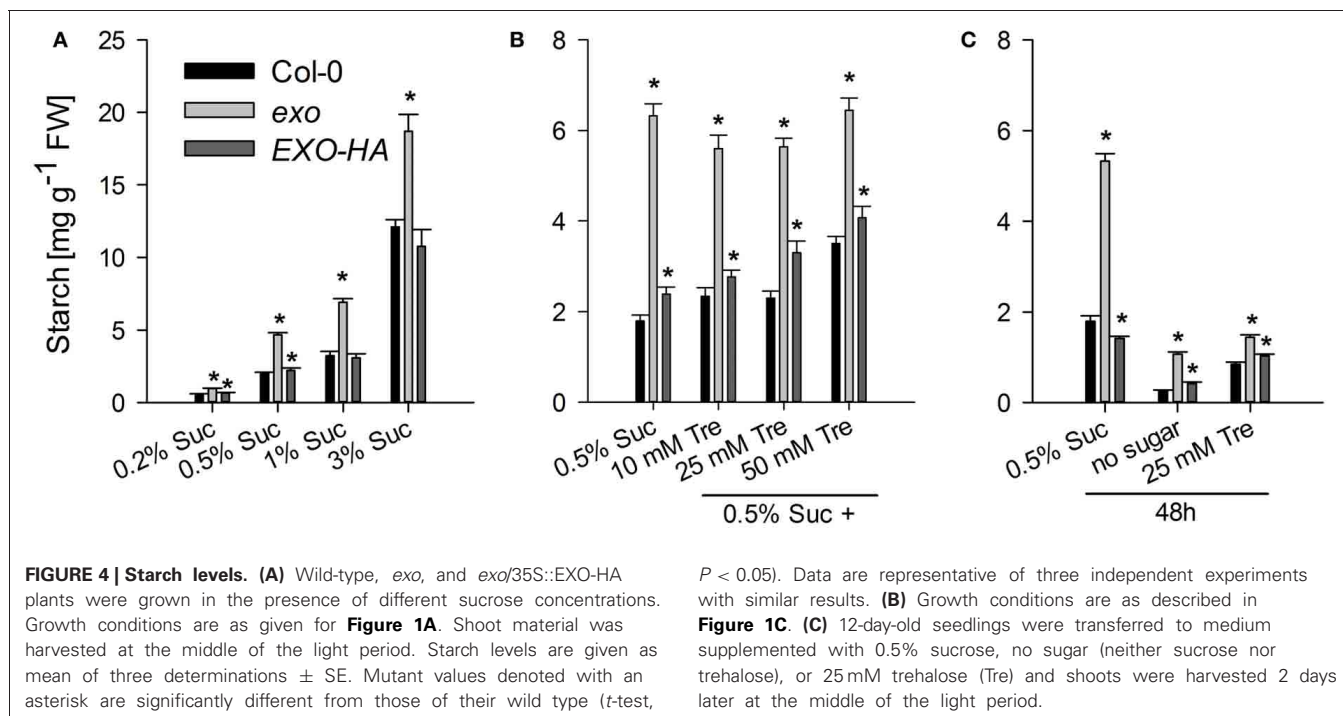 A
B
C
25
20
15
10
5
0
Starch [mg g-1 FW]
Col-0
exo
EXO-HA
*
*
*
*
*
*
0.2% Suc
0.5% Suc
1% Suc
3% Suc
8
6
4
2
0
*
*
*
*
*
*
*
*
0.5% Suc
10 mM Tre
25 mM Tre
50 mM Tre
0.5% Suc +
8
6
4
2
0
*
*
*
*
*
*
0.5% Suc
no sugar
25 mM Tre
48h
FIGURE 4 | Starch levels. (A) Wild-type, exo, and exo/35S::EXO-HA
plants were grown in the presence of different sucrose concentrations.
Growth conditions are as given for Figure 1A. Shoot material was
harvested at the middle of the light period. Starch levels are given as
mean of three determinations ± SE. Mutant values denoted with an
asterisk are significantly different from those of their wild type (t-test,
P < 0.05). Data are representative of three independent experiments
with similar results. (B) Growth conditions are as described in
Figure 1C. (C) 12-day-old seedlings were transferred to medium
supplemented with 0.5% sucrose, no sugar (neither sucrose nor
trehalose), or 25 mM trehalose (Tre) and shoots were harvested 2 days
later at the middle of the light period.